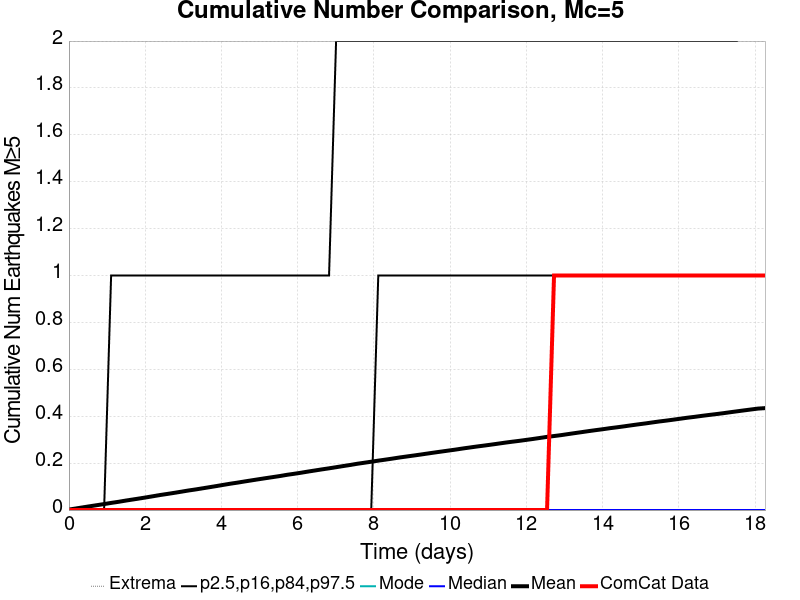 Cumulative Number Comparison, Mc=5
Cumulative Num Earthquakes M≥5
2
1.8
1.6
1.4
1.2
1
0.8
0.6
0.4
0.2
0
0 2 4 6 8 10 12 14 16 18
Time (days)
Extrema p2.5,p16,p84,p97.5 Mode Median Mean ComCat Data